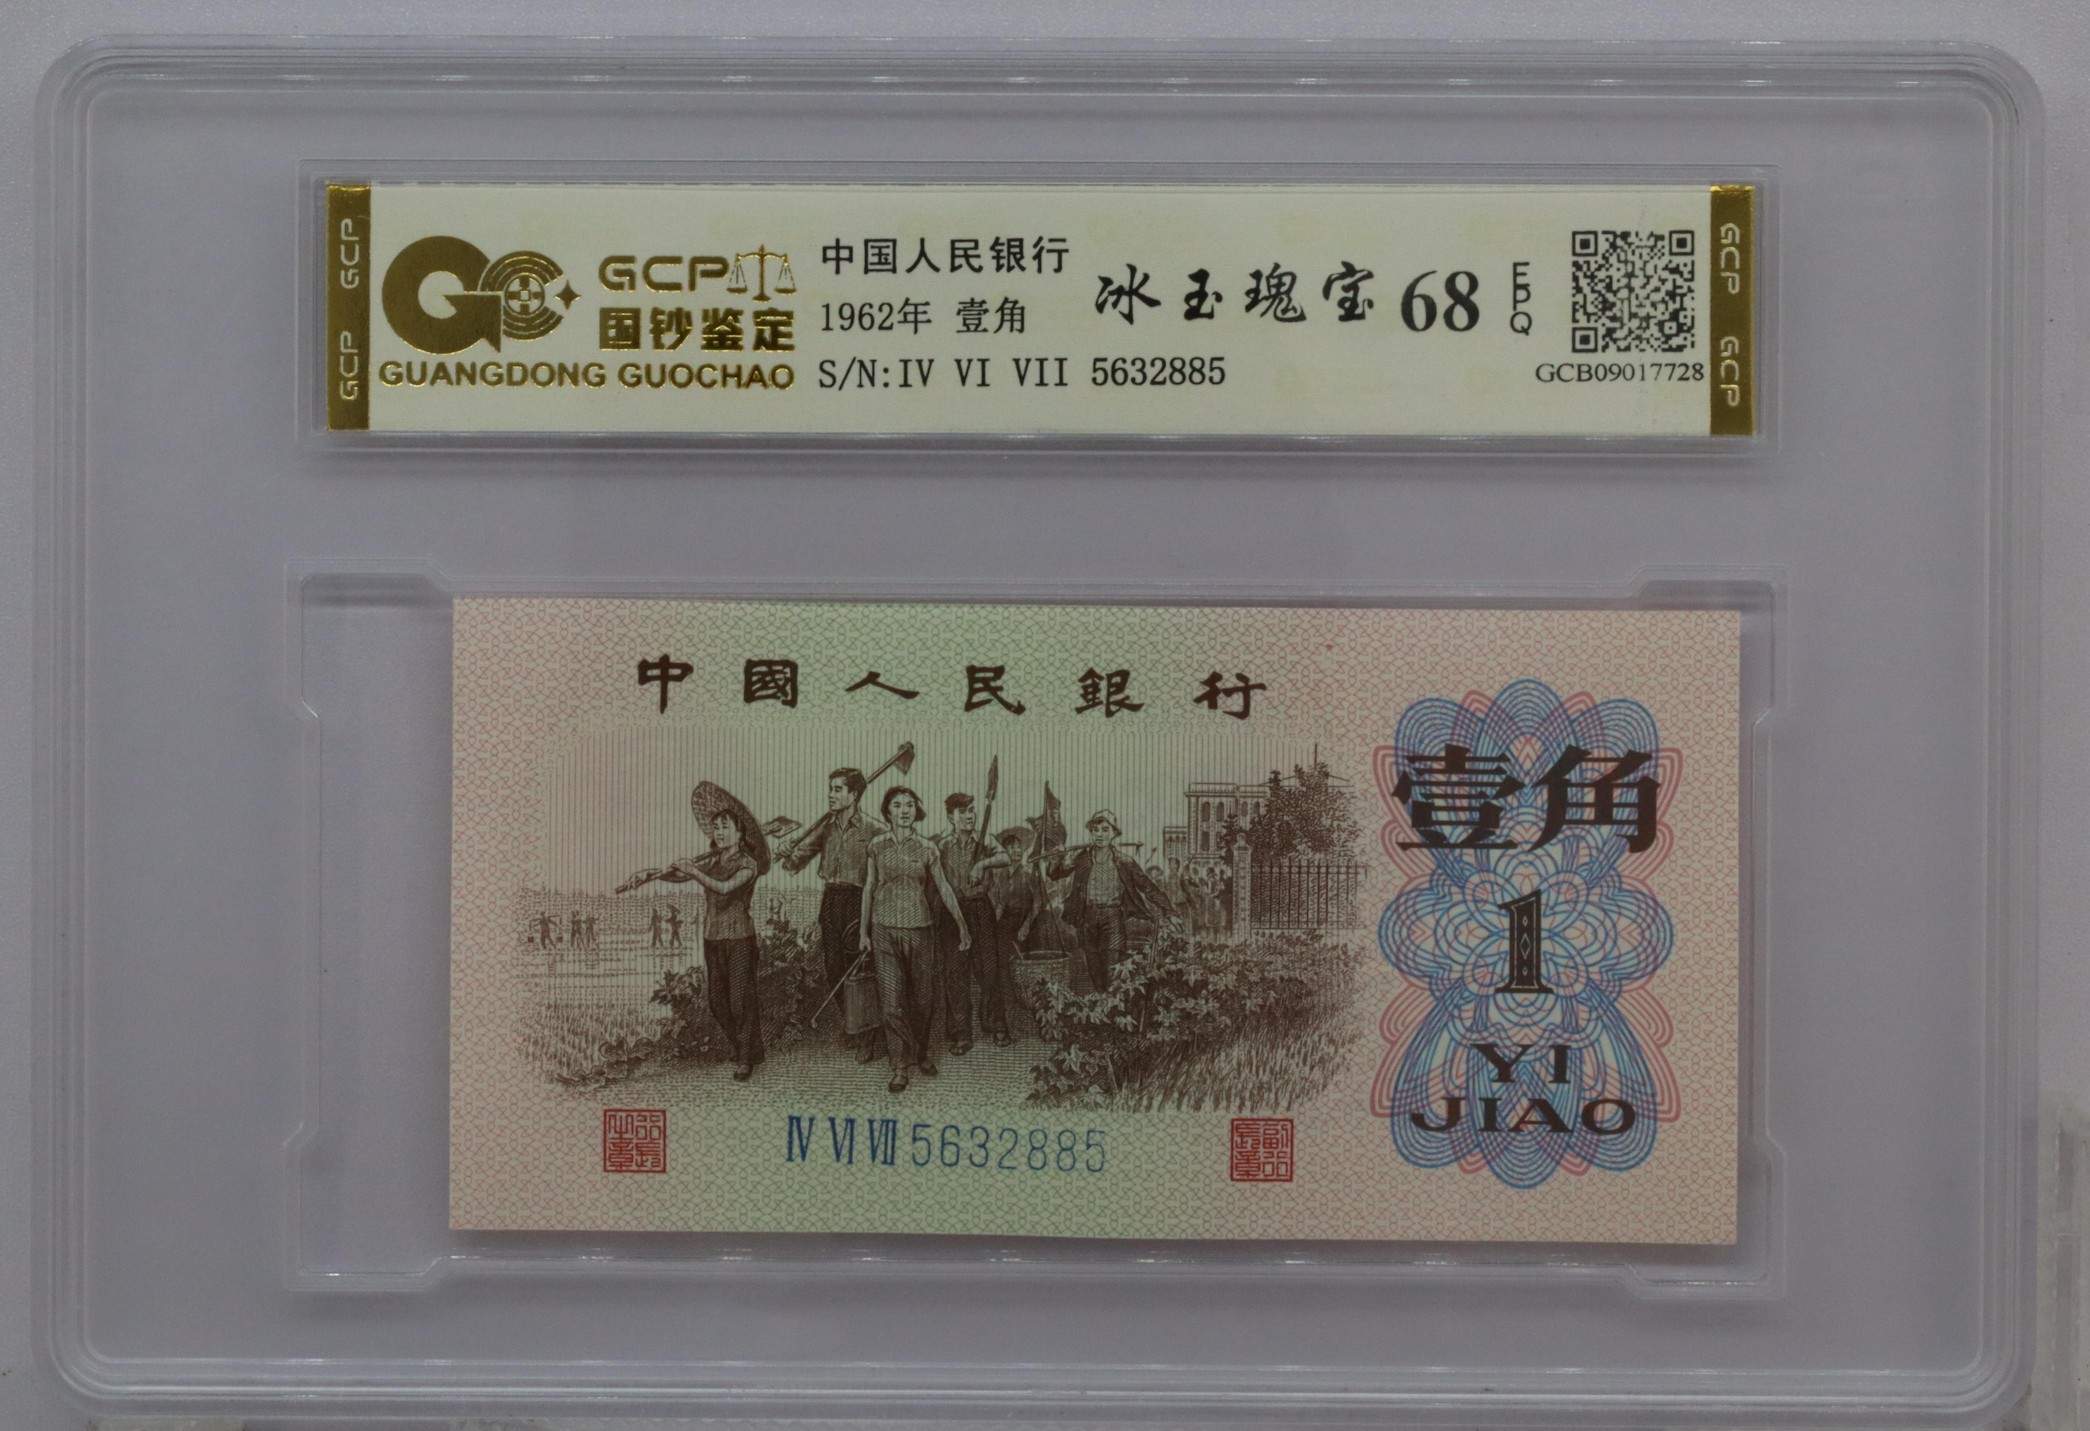 GCP GCP
GCP
国钞鉴定
GUANGDONG GUOCHAO
中国人民银行
1962年 壹角
S/N:IV VI VII 5632885
冰玉瑰宝 68 EPQ
GCB09017728
GCP GCP
中國人民銀行
壹角
1
YI
JIAO
Ⅳ Ⅵ Ⅶ 5632885